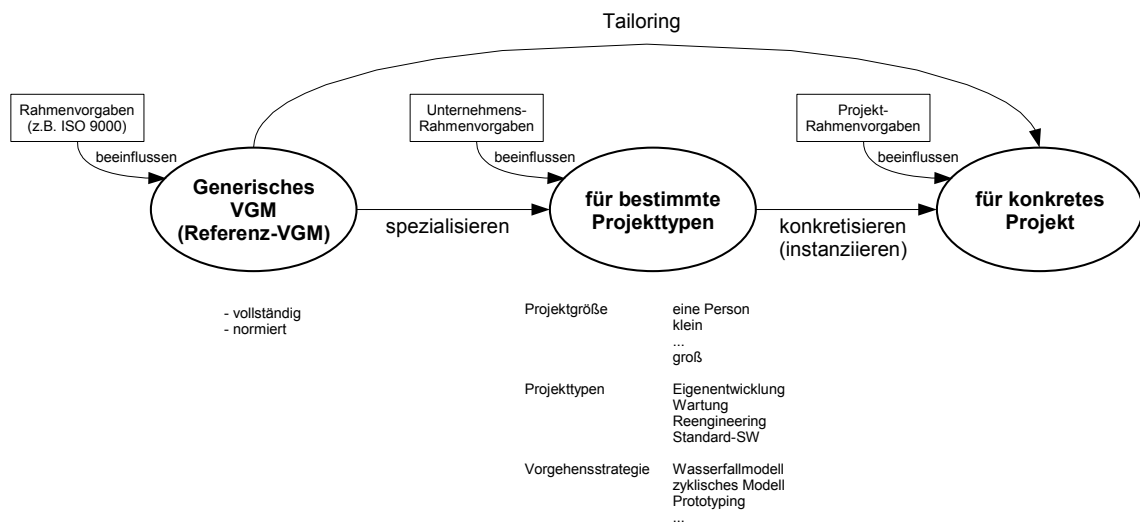 Tailoring
Rahmenvorgaben
(z.B. ISO 9000)
Unternehmens-
Rahmenvorgaben
Projekt-
Rahmenvorgaben
beeinflussen
beeinflussen
beeinflussen
Generisches
VGM
(Referenz-VGM)
spezialisieren
für bestimmte
Projekttypen
konkretisieren
(instanziieren)
für konkretes
Projekt
- vollständig
- normiert
Projektgröße eine Person
klein
...
groß
Projekttypen Eigenentwicklung
Wartung
Reengineering
Standard-SW
Vorgehensstrategie Wasserfallmodell
zyklisches Modell
Prototyping
...